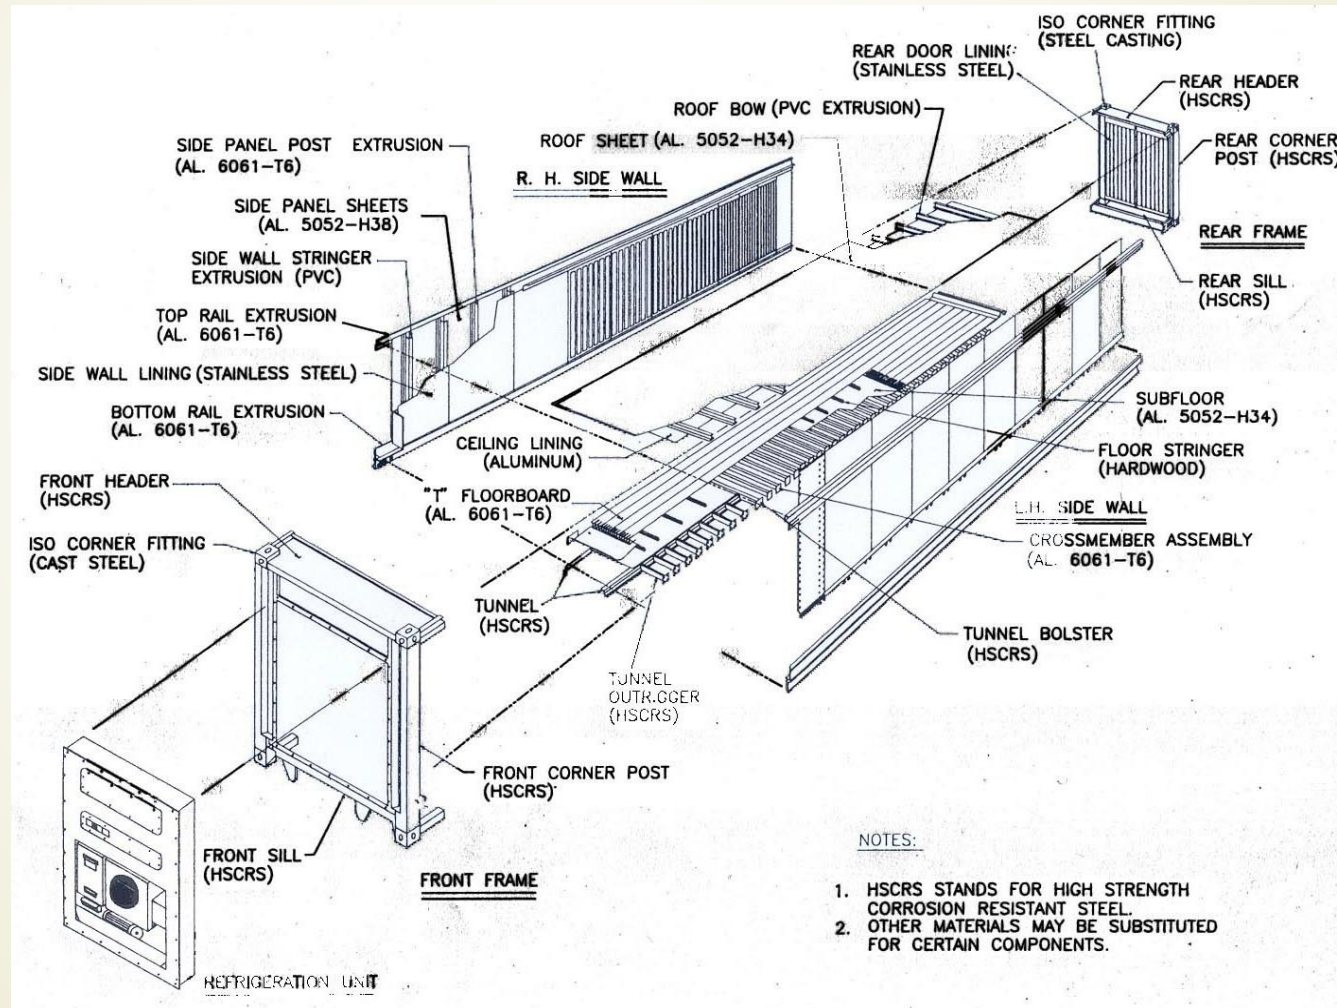 ISO CORNER FITTING
(STEEL CASTING)
REAR DOOR LINING
(STAINLESS STEEL)
REAR HEADER
(HSCRS)
ROOF BOW (PVC EXTRUSION)
ROOF SHEET (AL. 5052-H34)
REAR CORNER
POST (HSCRS)
SIDE PANEL POST EXTRUSION
(AL. 6061-T6)
R. H. SIDE WALL
SIDE PANEL SHEETS
(AL. 5052-H38)
REAR FRAME
SIDE WALL STRINGER
EXTRUSION (PVC)
REAR SILL
(HSCRS)
TOP RAIL EXTRUSION
(AL. 6061-T6)
SIDE WALL LINING (STAINLESS STEEL)
BOTTOM RAIL EXTRUSION
(AL. 6061-T6)
SUBFLOOR
(AL. 5052-H34)
CEILING LINING
(ALUMINUM)
FLOOR STRINGER
(HARDWOOD)
FRONT HEADER
(HSCRS)
"T" FLOORBOARD
(AL. 6061-T6)
L.H. SIDE WALL
CROSSMEMBER ASSEMBLY
(AL. 6061-T6)
ISO CORNER FITTING
(CAST STEEL)
TUNNEL
(HSCRS)
TUNNEL BOLSTER
(HSCRS)
TUNNEL
OUTRIGGER
(HSCRS)
FRONT CORNER POST
(HSCRS)
FRONT SILL
(HSCRS)
FRONT FRAME
REFRIGERATION UNIT
NOTES:
1. HSCRS STANDS FOR HIGH STRENGTH
CORROSION RESISTANT STEEL.
2. OTHER MATERIALS MAY BE SUBSTITUTED
FOR CERTAIN COMPONENTS.